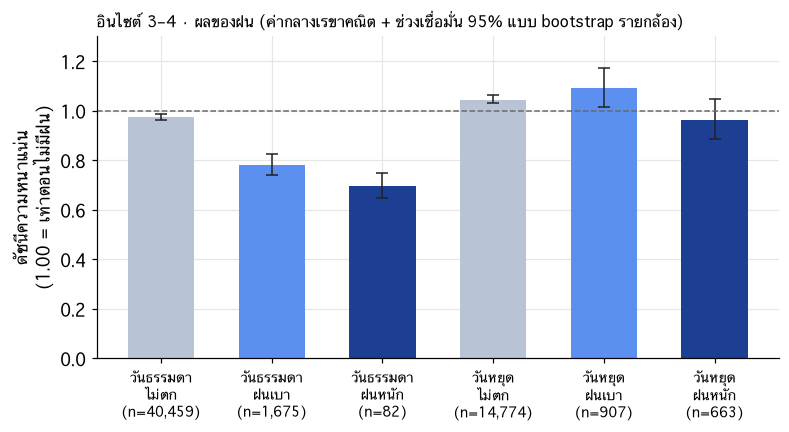 อินไซต์ 3–4 · ผลของฝน (ค่ากลางเรขาคณิต + ช่วงเชื่อมั่น 95% แบบ bootstrap รายกล้อง)
ดัชนีความหนาแน่น
(1.00 = เท่าตอนไม่มีฝน)
1.2
1.0
0.8
0.6
0.4
0.2
0.0
วันธรรมดา
ไม่ตก
(n=40,459)
วันธรรมดา
ฝนเบา
(n=1,675)
วันธรรมดา
ฝนหนัก
(n=82)
วันหยุด
ไม่ตก
(n=14,774)
วันหยุด
ฝนเบา
(n=907)
วันหยุด
ฝนหนัก
(n=663)